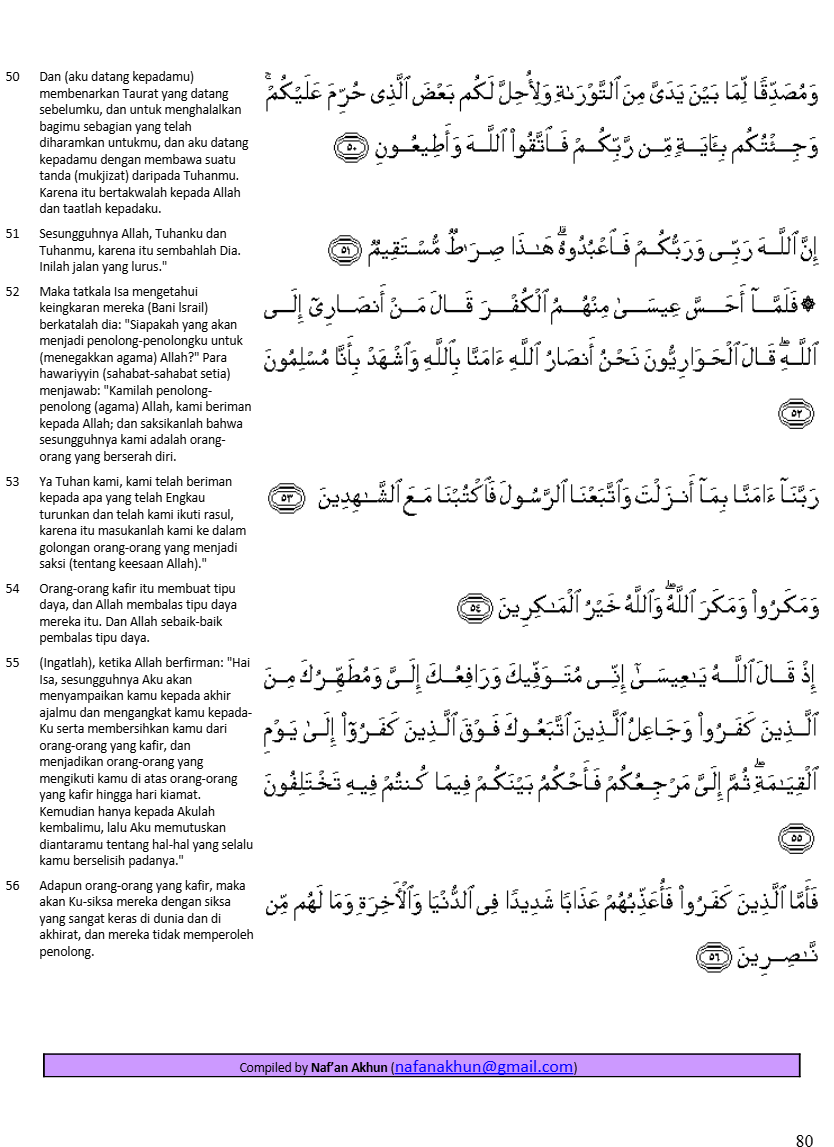 50 Dan (aku datang kepadamu)
membenarkan Taurat yang datang
sebelumku, dan untuk menghalalkan
bagimu sebagian yang telah
diharamkan untukmu, dan aku datang
kepadamu dengan membawa suatu
tanda (mukjizat) daripada Tuhanmu.
Karena itu bertakwalah kepada Allah
dan taatlah kepadaku.
وَمُصَدِّقًا لِّمَا بَيْنَ يَدَىَّ مِنَ ٱلتَّوْرَىٰةِ وَلِأُحِلَّ لَكُم بَعْضَ ٱلَّذِى حُرِّمَ عَلَيْكُمْ ۚ
وَجِئْتُكُم بِـَٔايَةٍ مِّن رَّبِّكُمْ فَٱتَّقُوا۟ ٱللَّهَ وَأَطِيعُونِ ٥٠
51 Sesungguhnya Allah, Tuhanku dan
Tuhanmu, karena itu sembahlah Dia.
Inilah jalan yang lurus."
إِنَّ ٱللَّهَ رَبِّى وَرَبُّكُمْ فَٱعْبُدُوهُ ۗ هَـٰذَا صِرَٰطٌ مُّسْتَقِيمٌ ٥١
52 Maka tatkala Isa mengetahui
keingkaran mereka (Bani lsrail)
berkatalah dia: "Siapakah yang akan
menjadi penolong-penolongku untuk
(menegakkan agama) Allah?" Para
hawariyyin (sahabat-sahabat setia)
menjawab: "Kamilah penolong-
penolong (agama) Allah, kami beriman
kepada Allah; dan saksikanlah bahwa
sesungguhnya kami adalah orang-
orang yang berserah diri.
۞ فَلَمَّآ أَحَسَّ عِيسَىٰ مِنْهُمُ ٱلْكُفْرَ قَالَ مَنْ أَنصَارِىٓ إِلَى
ٱللَّهِ ۖ قَالَ ٱلْحَوَارِيُّونَ نَحْنُ أَنصَارُ ٱللَّهِ ءَامَنَّا بِٱللَّهِ وَٱشْهَدْ بِأَنَّا مُسْلِمُونَ
٥٢
53 Ya Tuhan kami, kami telah beriman
kepada apa yang telah Engkau
turunkan dan telah kami ikuti rasul,
karena itu masukanlah kami ke dalam
golongan orang-orang yang menjadi
saksi (tentang keesaan Allah)."
رَبَّنَآ ءَامَنَّا بِمَآ أَنزَلْتَ وَٱتَّبَعْنَا ٱلرَّسُولَ فَٱكْتُبْنَا مَعَ ٱلشَّـٰهِدِينَ ٥٣
54 Orang-orang kafir itu membuat tipu
daya, dan Allah membalas tipu daya
mereka itu. Dan Allah sebaik-baik
pembalas tipu daya.
وَمَكَرُوا۟ وَمَكَرَ ٱللَّهُ ۖ وَٱللَّهُ خَيْرُ ٱلْمَـٰكِرِينَ ٥٤
55 (Ingatlah), ketika Allah berfirman: "Hai
Isa, sesungguhnya Aku akan
menyampaikan kamu kepada akhir
ajalmu dan mengangkat kamu kepada-
Ku serta membersihkan kamu dari
orang-orang yang kafir, dan
menjadikan orang-orang yang
mengikuti kamu di atas orang-orang
yang kafir hingga hari kiamat.
Kemudian hanya kepada Akulah
kembalimu, lalu Aku memutuskan
diantaramu tentang hal-hal yang selalu
kamu berselisih padanya."
إِذْ قَالَ ٱللَّهُ يَـٰعِيسَىٰٓ إِنِّى مُتَوَفِّيكَ وَرَافِعُكَ إِلَىَّ وَمُطَهِّرُكَ مِنَ
ٱلَّذِينَ كَفَرُوا۟ وَجَاعِلُ ٱلَّذِينَ ٱتَّبَعُوكَ فَوْقَ ٱلَّذِينَ كَفَرُوٓا۟ إِلَىٰ يَوْمِ
ٱلْقِيَـٰمَةِ ۖ ثُمَّ إِلَىَّ مَرْجِعُكُمْ فَأَحْكُمُ بَيْنَكُمْ فِيمَا كُنتُمْ فِيهِ تَخْتَلِفُونَ
٥٥
56 Adapun orang-orang yang kafir, maka
akan Ku-siksa mereka dengan siksa
yang sangat keras di dunia dan di
akhirat, dan mereka tidak memperoleh
penolong.
فَأَمَّا ٱلَّذِينَ كَفَرُوا۟ فَأُعَذِّبُهُمْ عَذَابًا شَدِيدًا فِى ٱلدُّنْيَا وَٱلْـَٔاخِرَةِ وَمَا لَهُم مِّن
نَّـٰصِرِينَ ٥٦
Compiled by Naf’an Akhun (nafanakhun@gmail.com)
80